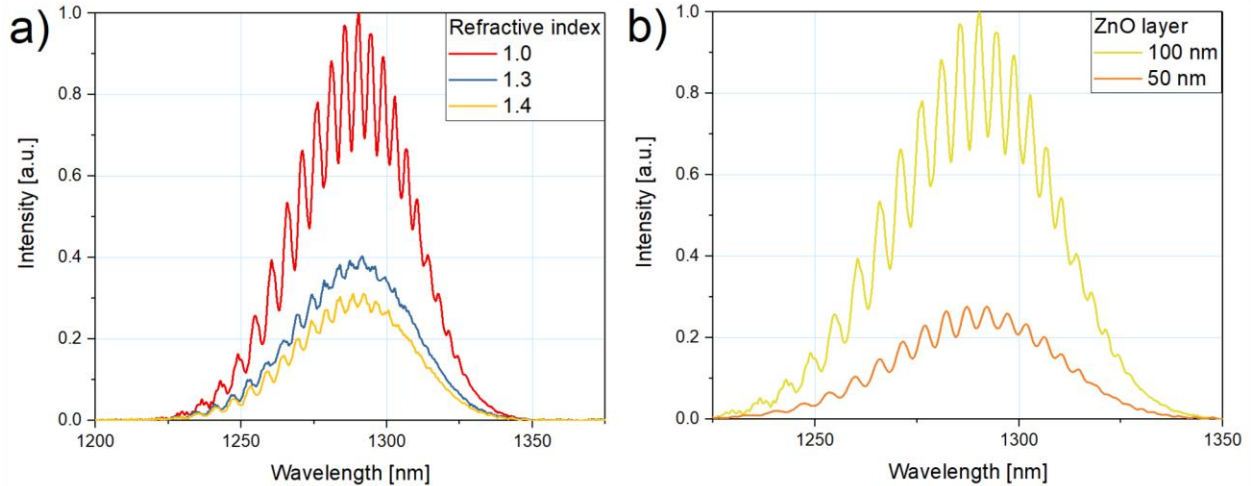 a)
Refractive index
1.0
1.3
1.4
1.0
0.8
0.6
0.4
0.2
0.0
Intensity [a.u.]
1200
1250
1300
1350
Wavelength [nm]
b)
ZnO layer
100 nm
50 nm
1.0
0.8
0.6
0.4
0.2
0.0
Intensity [a.u.]
1250
1300
1350
Wavelength [nm]